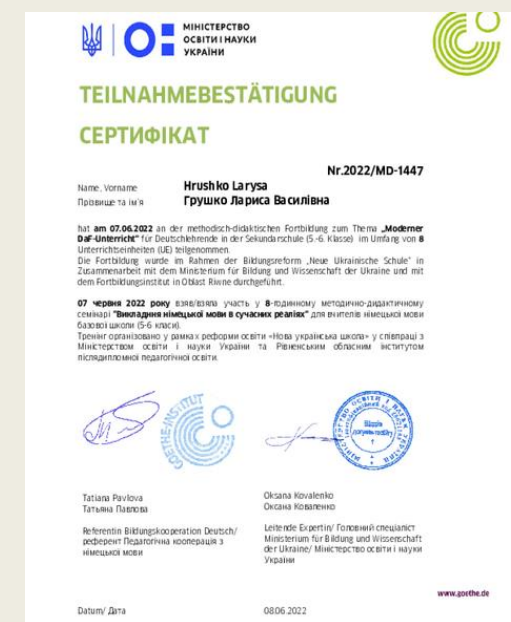 МІНІСТЕРСТВО
ОСВІТИ І НАУКИ
УКРАЇНИ
TEILNAHMEBESTÄTIGUNG
СЕРТИФІКАТ
Nr.2022/MD-1447
Name, Vorname
Hrushko Larysa
Прізвище та ім'я
Грушко Лариса Василівна
hat am 07.06.2022 an der methodisch-didaktischen Fortbildung zum Thema „Moderner
DaF-Unterricht“ für Deutschlehrende in der Sekundarschule (5.-6. Klasse) im Umfang von 8
Unterrichtseinheiten (UE) teilgenommen.
Die Fortbildung wurde im Rahmen der Bildungsreform „Neue Ukrainische Schule“ in
Zusammenarbeit mit dem Ministerium für Bildung und Wissenschaft der Ukraine und mit
dem Fortbildungsinstitut in Oblast Riwne durchgeführt.
07 червня 2022 року взяв/взяла участь у 8-годинному методично-дидактичному
семінарі "Викладння німецької мови в сучасних реаліях" для вчителів німецької мови
базової школи (5-6 класи).
Тренінг організовано у рамках реформи освіти «Нова українська школа» у співпраці з
Міністерством освіти і науки України та Рівненським обласним інститутом
післядипломної педагогічної освіти.
GOETHE-INSTITUT
Tatiana Pavlova
Татьяна Павлова
Referentin Bildungskooperation Deutsch/
референт Педагогічна кооперація з
німецької мови
Oksana Kovalenko
Оксана Коваленко
Leitende Expertin/ Головний спеціаліст
Ministerium für Bildung und Wissenschaft
der Ukraine/ Міністерство освіти і науки
України
www.goethe.de
Datum/ Дата
08.06.2022